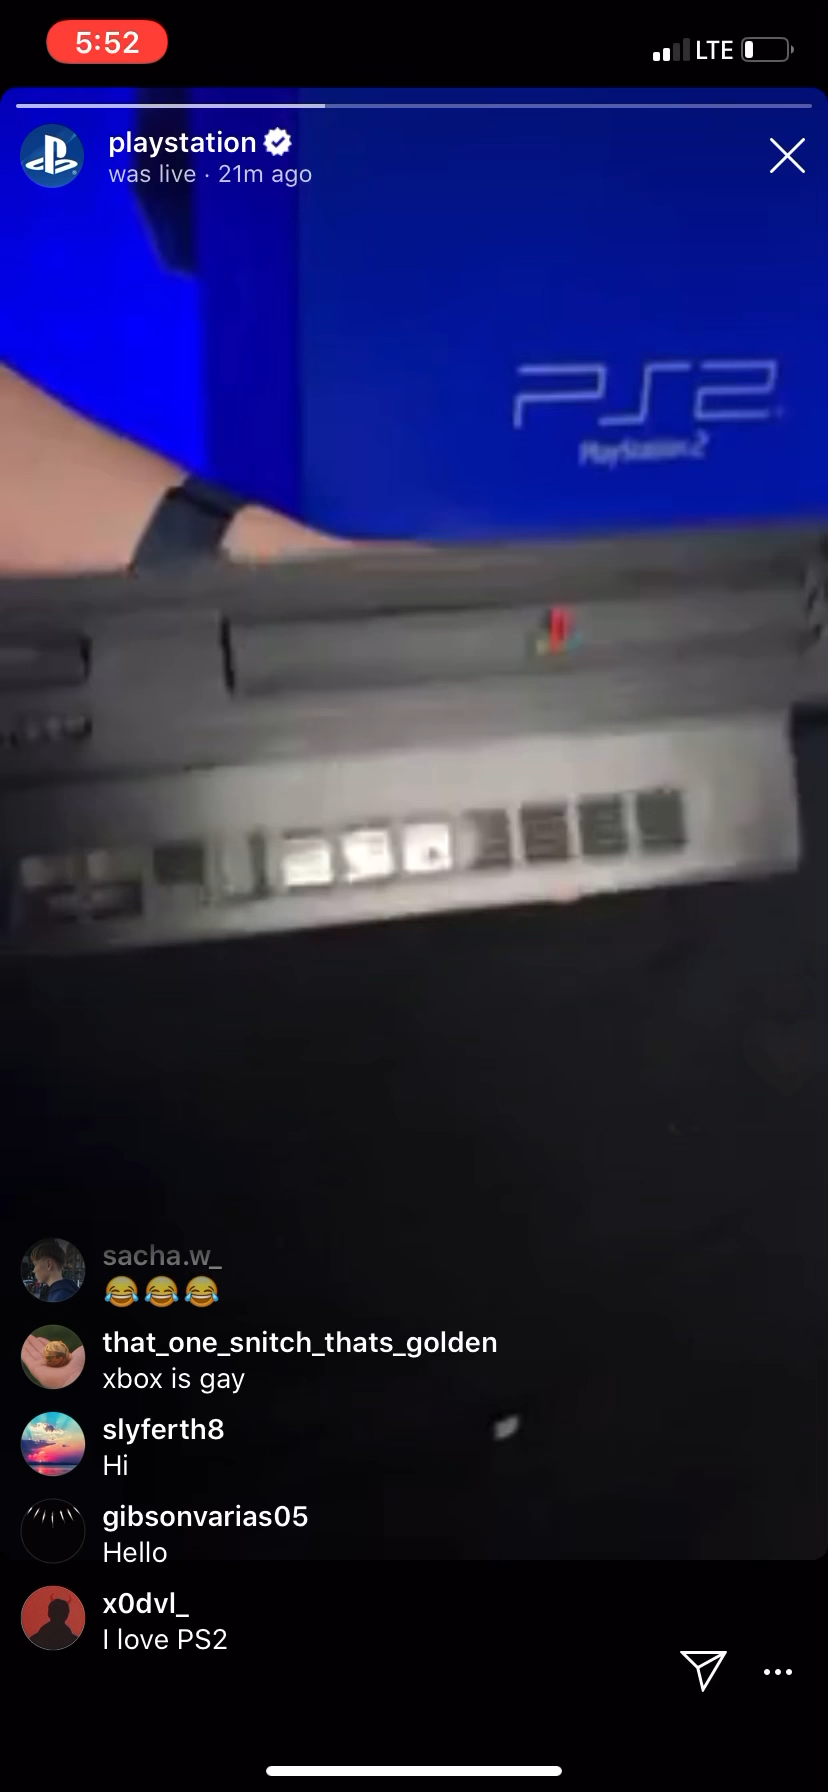 5:52
LTE
playstation
was live · 21m ago
PS2
PlayStation 2
sacha.w_
😂😂😂
that_one_snitch_thats_golden
xbox is gay
slyferth8
Hi
gibsonvarias05
Hello
x0dvl_
I love PS2